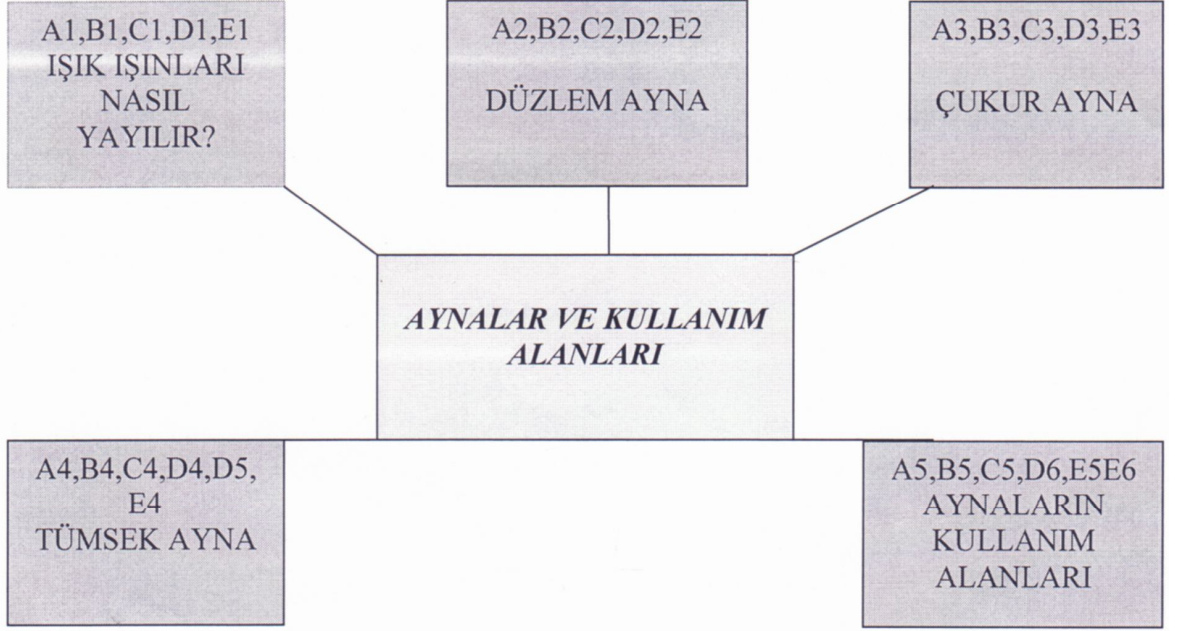 A1,B1,C1,D1,E1
IŞIK IŞINLARI
NASIL
YAYILIR?
A2,B2,C2,D2,E2
DÜZLEM AYNA
A3,B3,C3,D3,E3
ÇUKUR AYNA
AYNALAR VE KULLANIM
ALANLARI
A4,B4,C4,D4,D5,
E4
TÜMSEK AYNA
A5,B5,C5,D6,E5E6
AYNALARIN
KULLANIM
ALANLARI